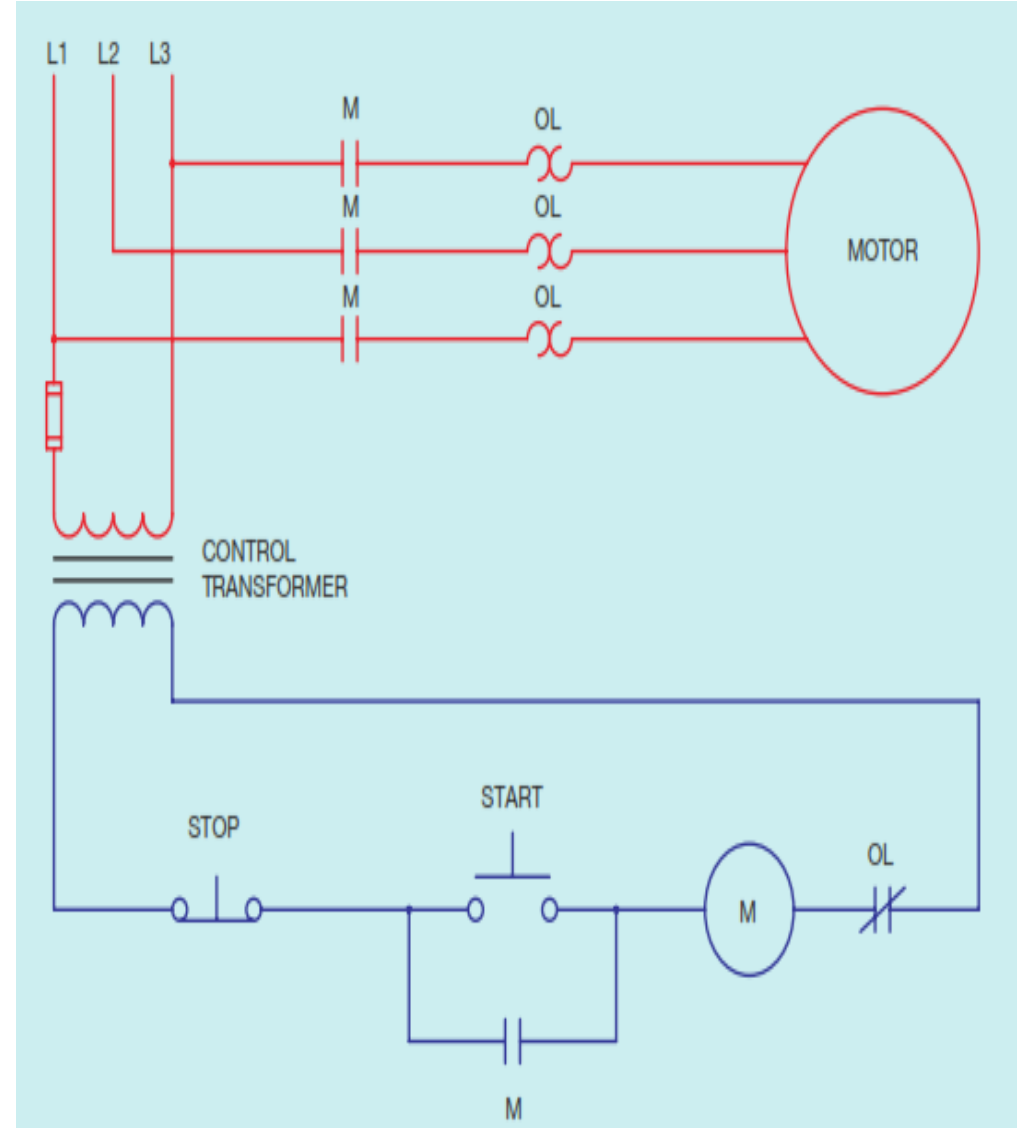 L1 L2 L3
M OL
M OL
MOTOR
M OL
CONTROL
TRANSFORMER
START
STOP
OL
M
M